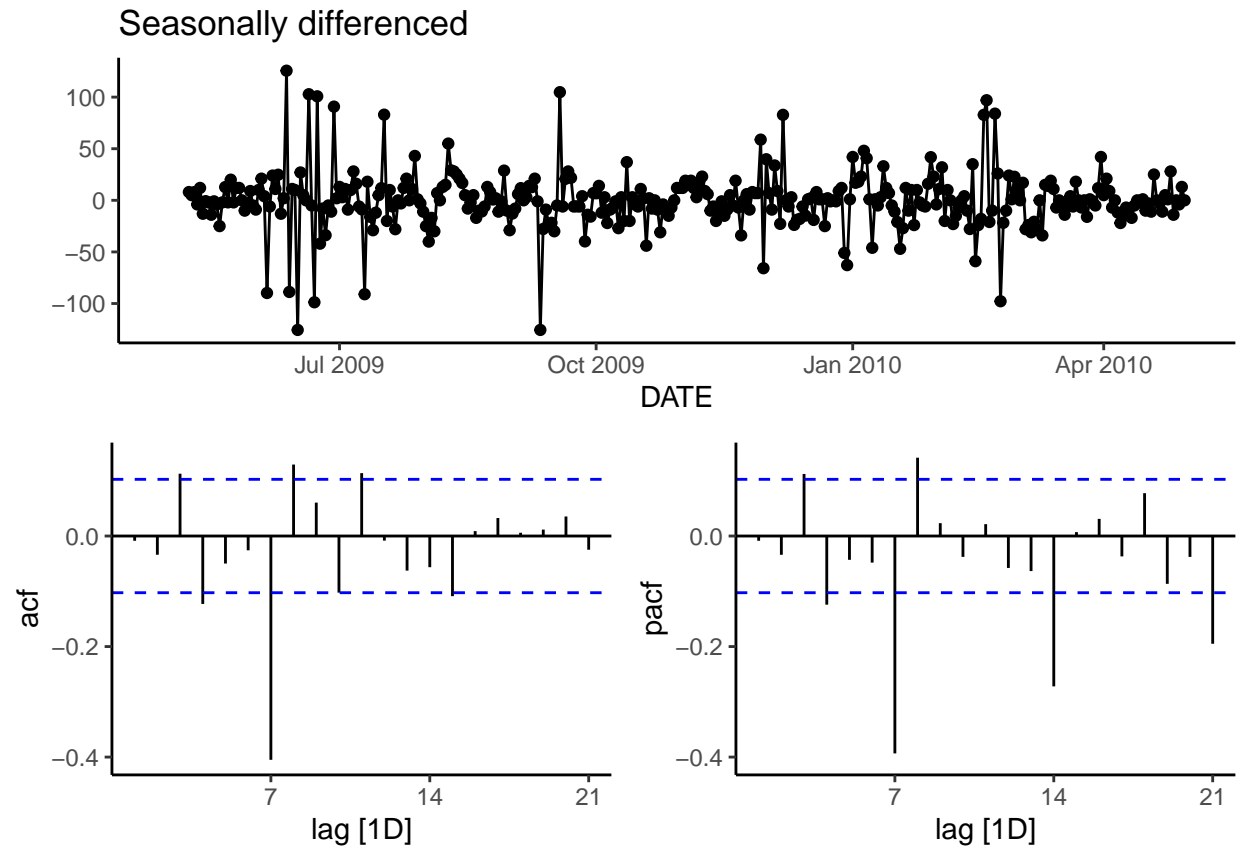 Seasonally differenced
100
50
0
−50
−100
Jul 2009 Oct 2009 Jan 2010 Apr 2010
DATE
acf
0.0
−0.2
−0.4
7 14 21
lag [1D]
pacf
0.0
−0.2
−0.4
7 14 21
lag [1D]